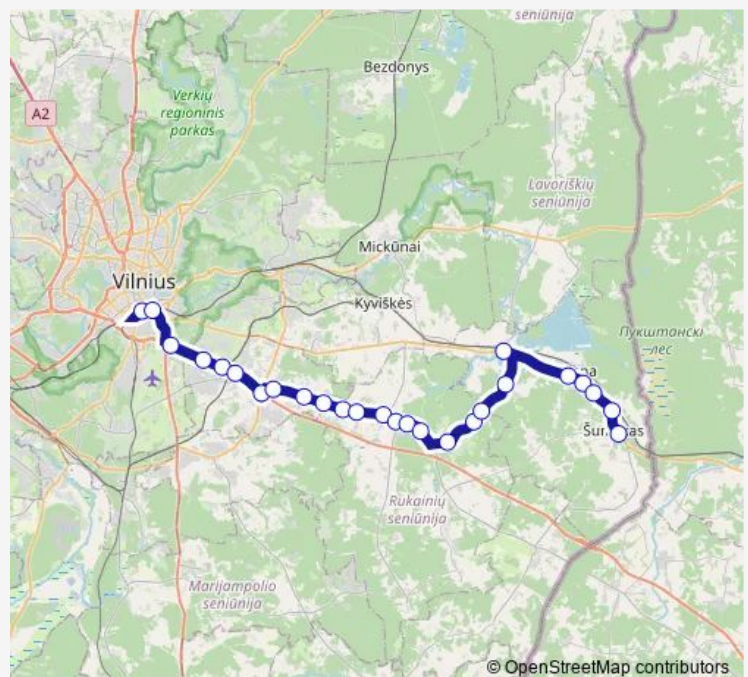 seniūnija
Bezdonys
A2
Verkių
regioninis
parkas
Lavoriškių
seniūnija
Mickūnai
Vilnius
Kyviškės
Пукштанскі
лес
Rukainių
seniūnija
Marijampolio
seniūnija
© OpenStreetMap contributors